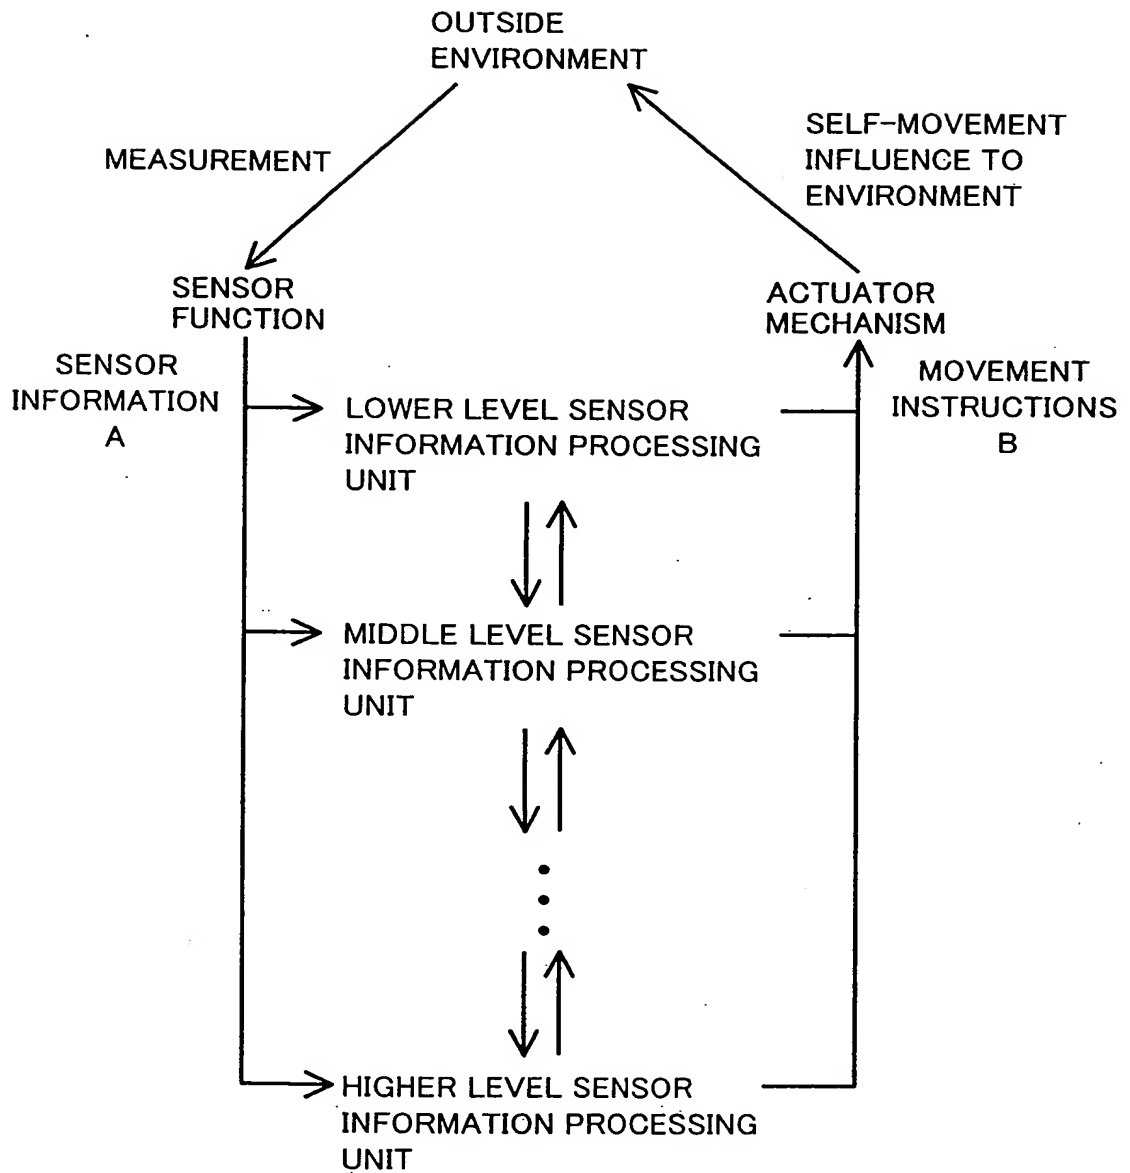 OUTSIDE
ENVIRONMENT
MEASUREMENT
SELF-MOVEMENT
INFLUENCE TO
ENVIRONMENT
SENSOR
FUNCTION
ACTUATOR
MECHANISM
SENSOR
INFORMATION
A
MOVEMENT
INSTRUCTIONS
B
LOWER LEVEL SENSOR
INFORMATION PROCESSING
UNIT
MIDDLE LEVEL SENSOR
INFORMATION PROCESSING
UNIT
HIGHER LEVEL SENSOR
INFORMATION PROCESSING
UNIT